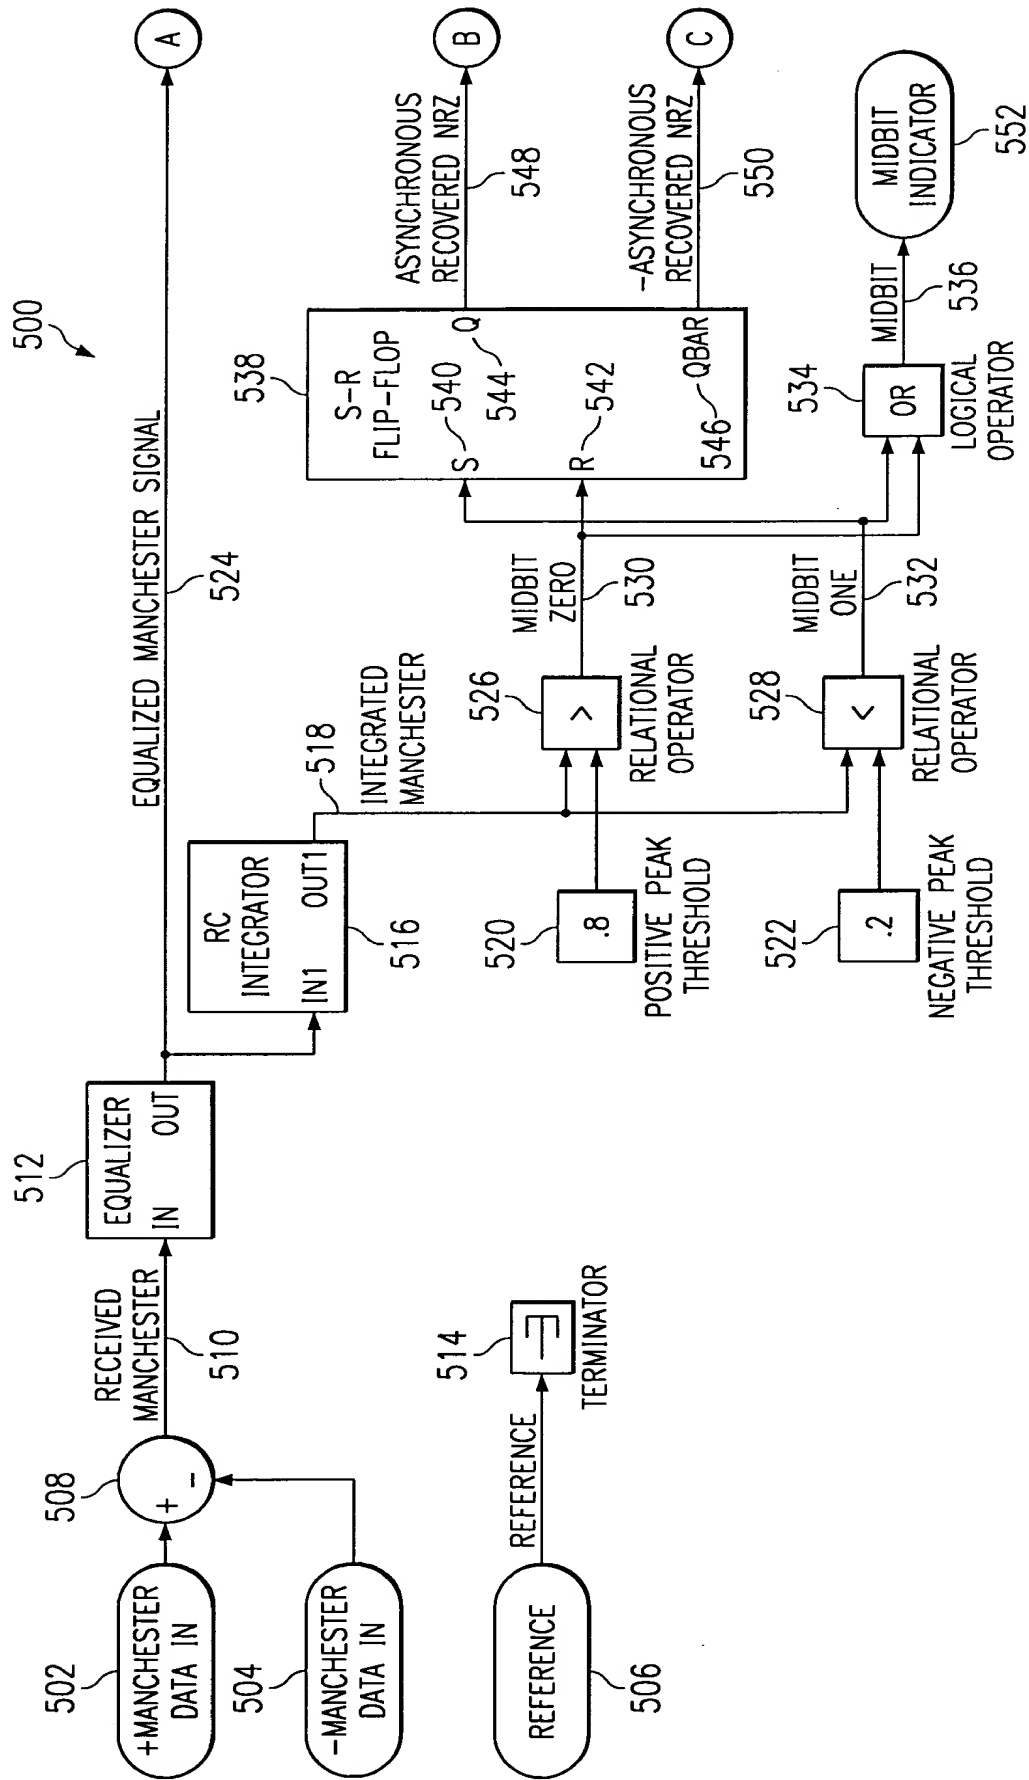 500
502
+MANCHESTER
DATA IN
504
-MANCHESTER
DATA IN
506
REFERENCE
508
+
-
RECEIVED
MANCHESTER
510
REFERENCE
514
TERMINATOR
512
EQUALIZER
IN OUT
EQUALIZED MANCHESTER SIGNAL
524
A
RC
INTEGRATOR
IN1 OUT1
516
518
INTEGRATED
MANCHESTER
520
.8
POSITIVE PEAK
THRESHOLD
522
.2
NEGATIVE PEAK
THRESHOLD
526
>
RELATIONAL
OPERATOR
528
<
RELATIONAL
OPERATOR
MIDBIT
ZERO
530
MIDBIT
ONE
532
538
S-R
FLIP-FLOP
S 540
Q
544
R 542
546 QBAR
ASYNCHRONOUS
RECOVERED NRZ
548
B
-ASYNCHRONOUS
RECOVERED NRZ
550
C
534
OR
LOGICAL
OPERATOR
MIDBIT
536
MIDBIT
INDICATOR
552